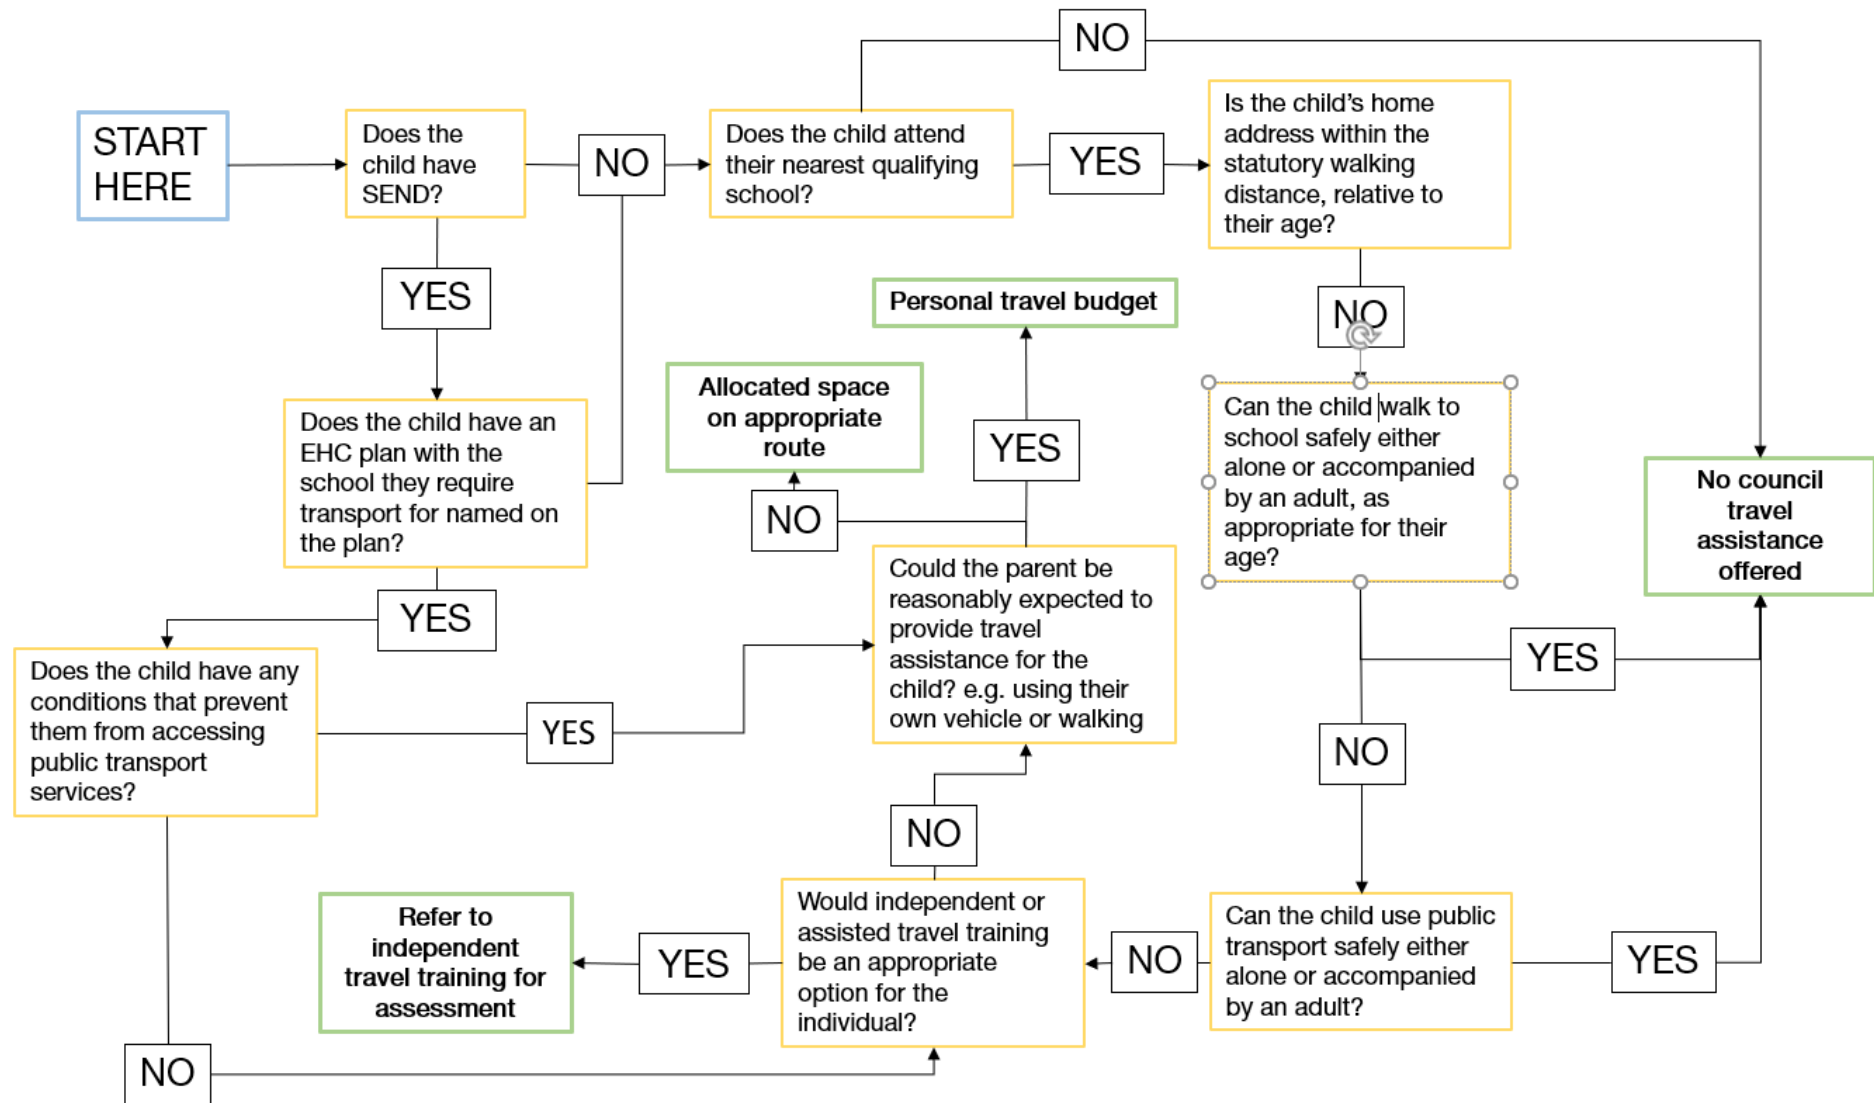 NO
START
HERE
Does the
child have
SEND?
NO
Does the child attend
their nearest qualifying
school?
YES
Is the child’s home
address within the
statutory walking
distance, relative to
their age?
YES
Personal travel budget
NO
Allocated space
on appropriate
route
YES
Does the child have an
EHC plan with the
school they require
transport for named on
the plan?
NO
Can the child walk to
school safely either
alone or accompanied
by an adult, as
appropriate for their
age?
No council
travel
assistance
offered
YES
Could the parent be
reasonably expected to
provide travel
assistance for the
child? e.g. using their
own vehicle or walking
YES
Does the child have any
conditions that prevent
them from accessing
public transport
services?
YES
NO
NO
Refer to
independent
travel training for
assessment
YES
Would independent or
assisted travel training
be an appropriate
option for the
individual?
NO
Can the child use public
transport safely either
alone or accompanied
by an adult?
YES
NO